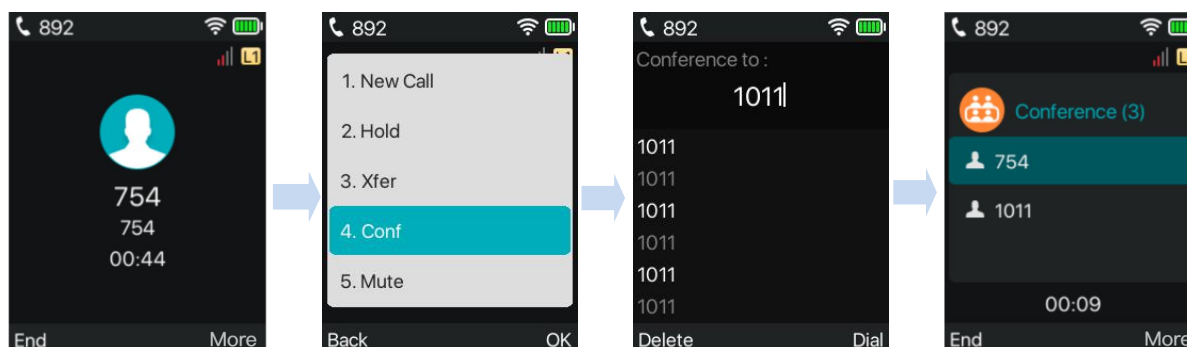 892
L1
754
754
00:44
End More
892
1. New Call
2. Hold
3. Xfer
4. Conf
5. Mute
Back OK
892
Conference to :
1011
1011
1011
1011
1011
1011
1011
Delete Dial
892
Conference (3)
754
1011
00:09
End More